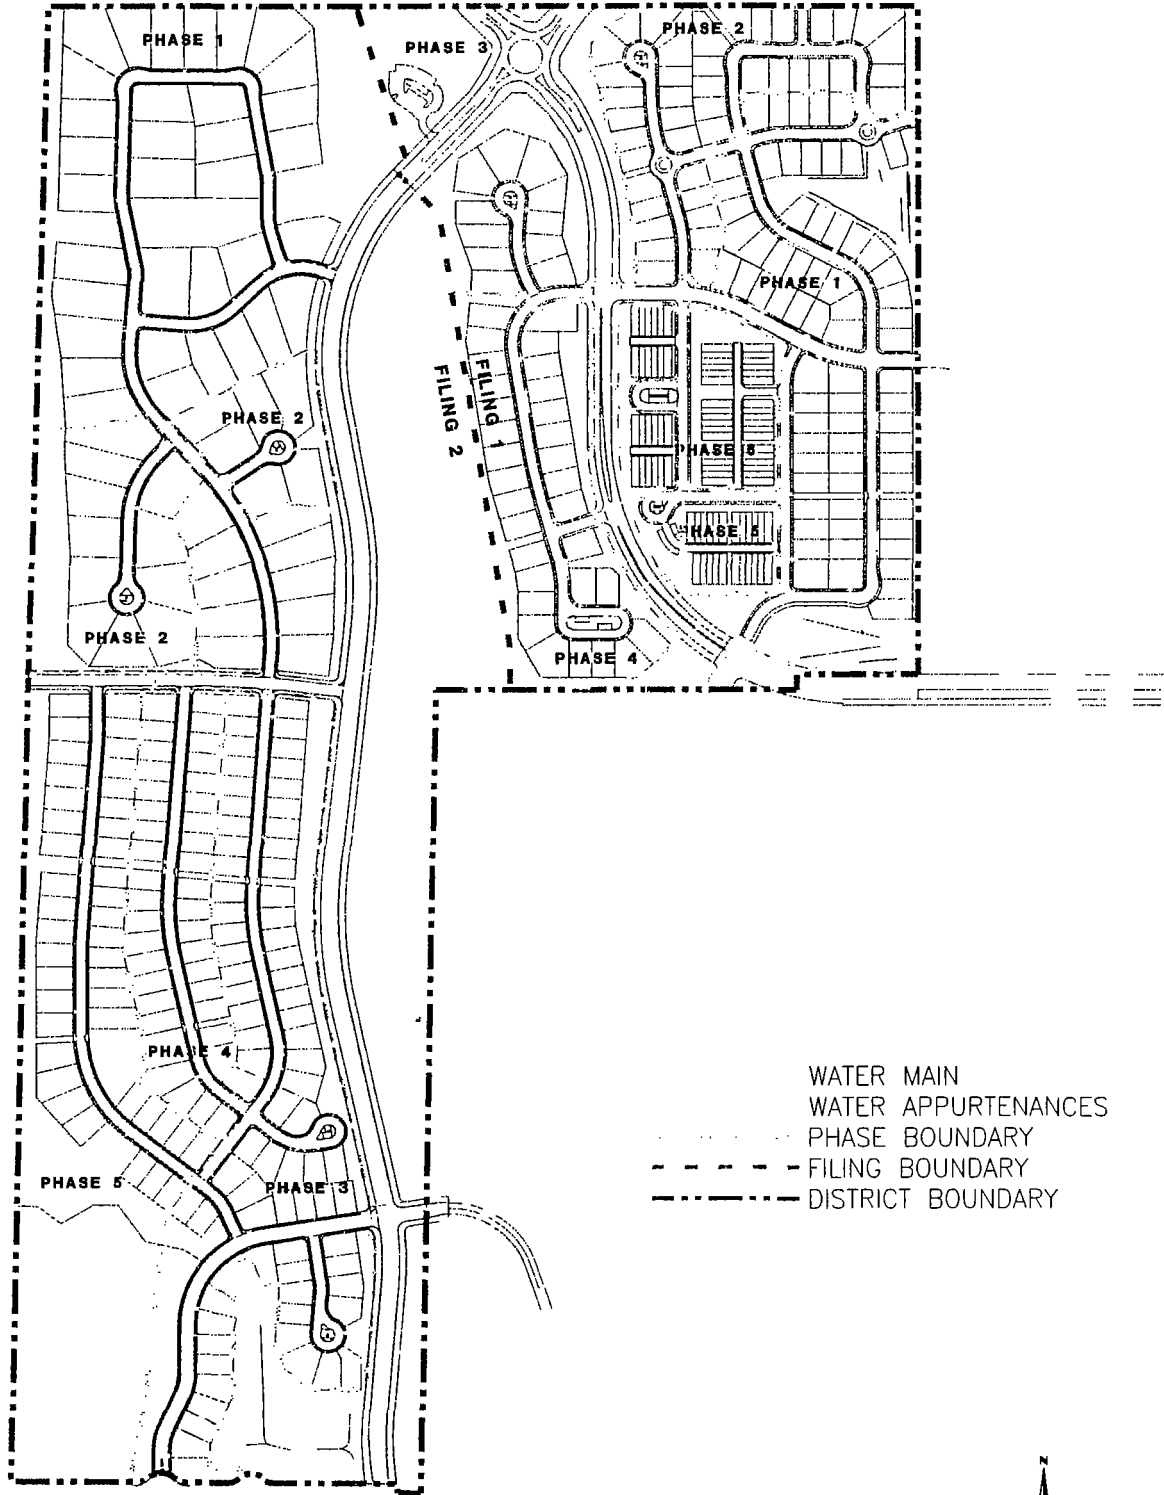 PHASE 1
PHASE 3
PHASE 2
PHASE 1
FILING 1
FILING 2
PHASE 2
PHASE 6
PHASE 5
PHASE 2
PHASE 4
PHASE 4
PHASE 5
PHASE 3
WATER MAIN
WATER APPURTENANCES
PHASE BOUNDARY
FILING BOUNDARY
DISTRICT BOUNDARY
N